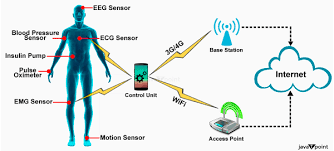 EEG Sensor
Blood Pressure
Sensor
ECG Sensor
Insulin Pump
Pulse
Oximeter
EMG Sensor
Motion Sensor
Control Unit
3G/4G
WiFi
Base Station
Access Point
Internet
javaTpoint